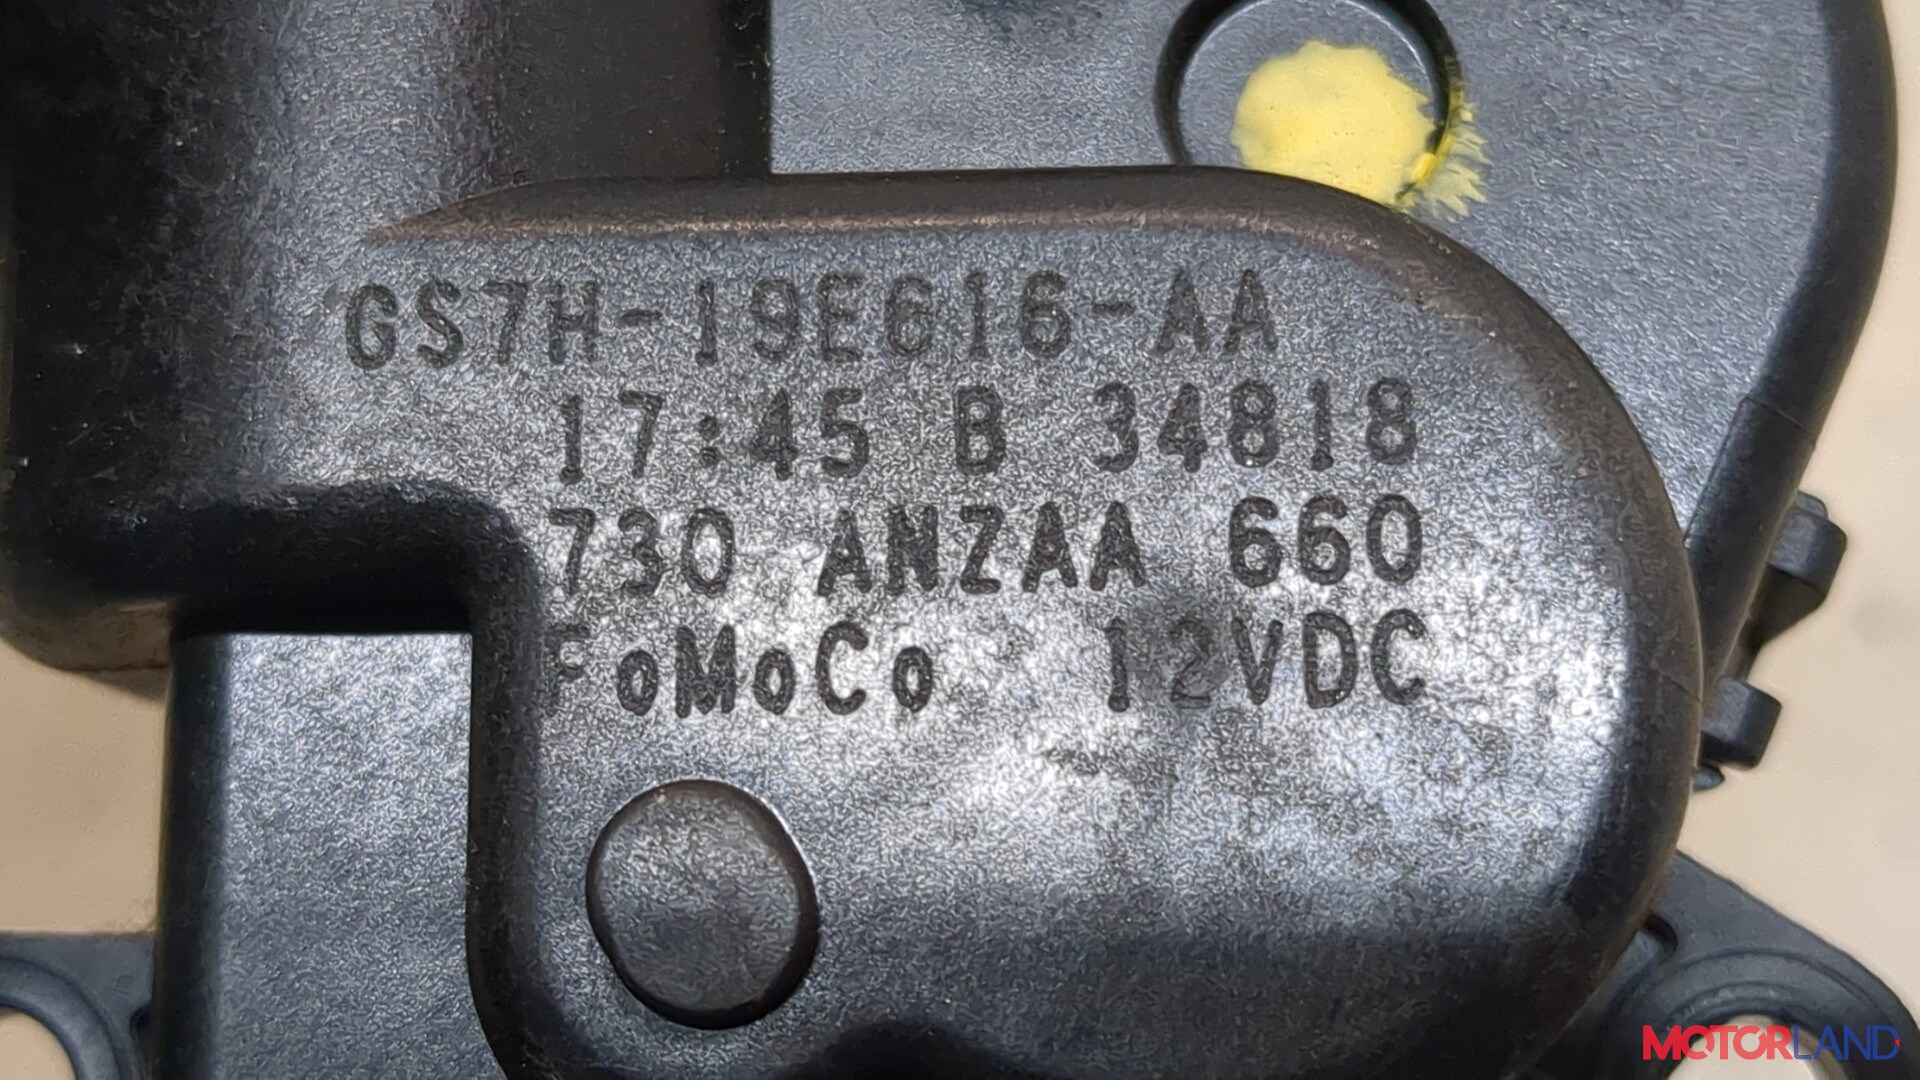 GS7H-19E616-AA
17:45 B 34818
730 ANZAA 660
FoMoCo 12VDC
MOTORLAND